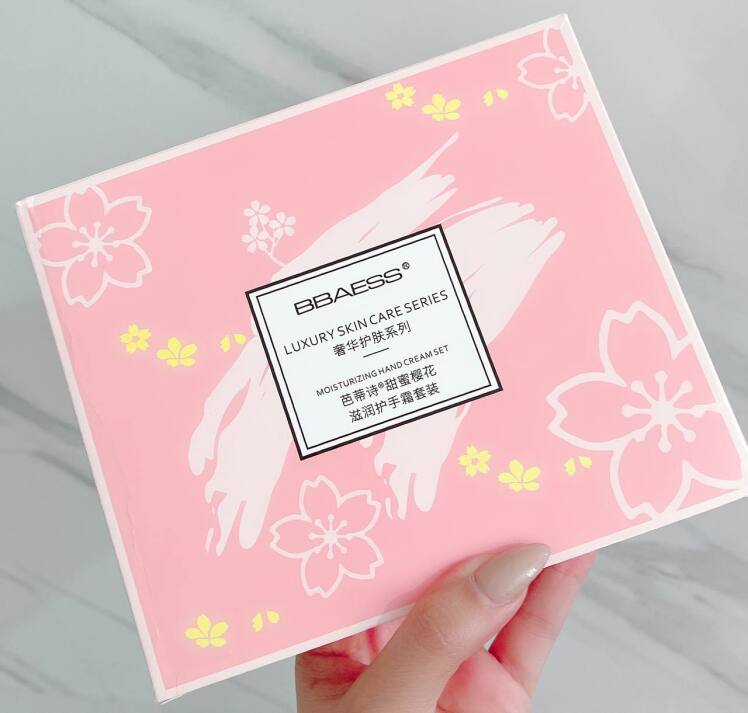 BBAESS®
LUXURY SKIN CARE SERIES
奢华护肤系列
MOISTURIZING HAND CREAM SET
芭蒂诗®甜蜜樱花
滋润护手霜套装